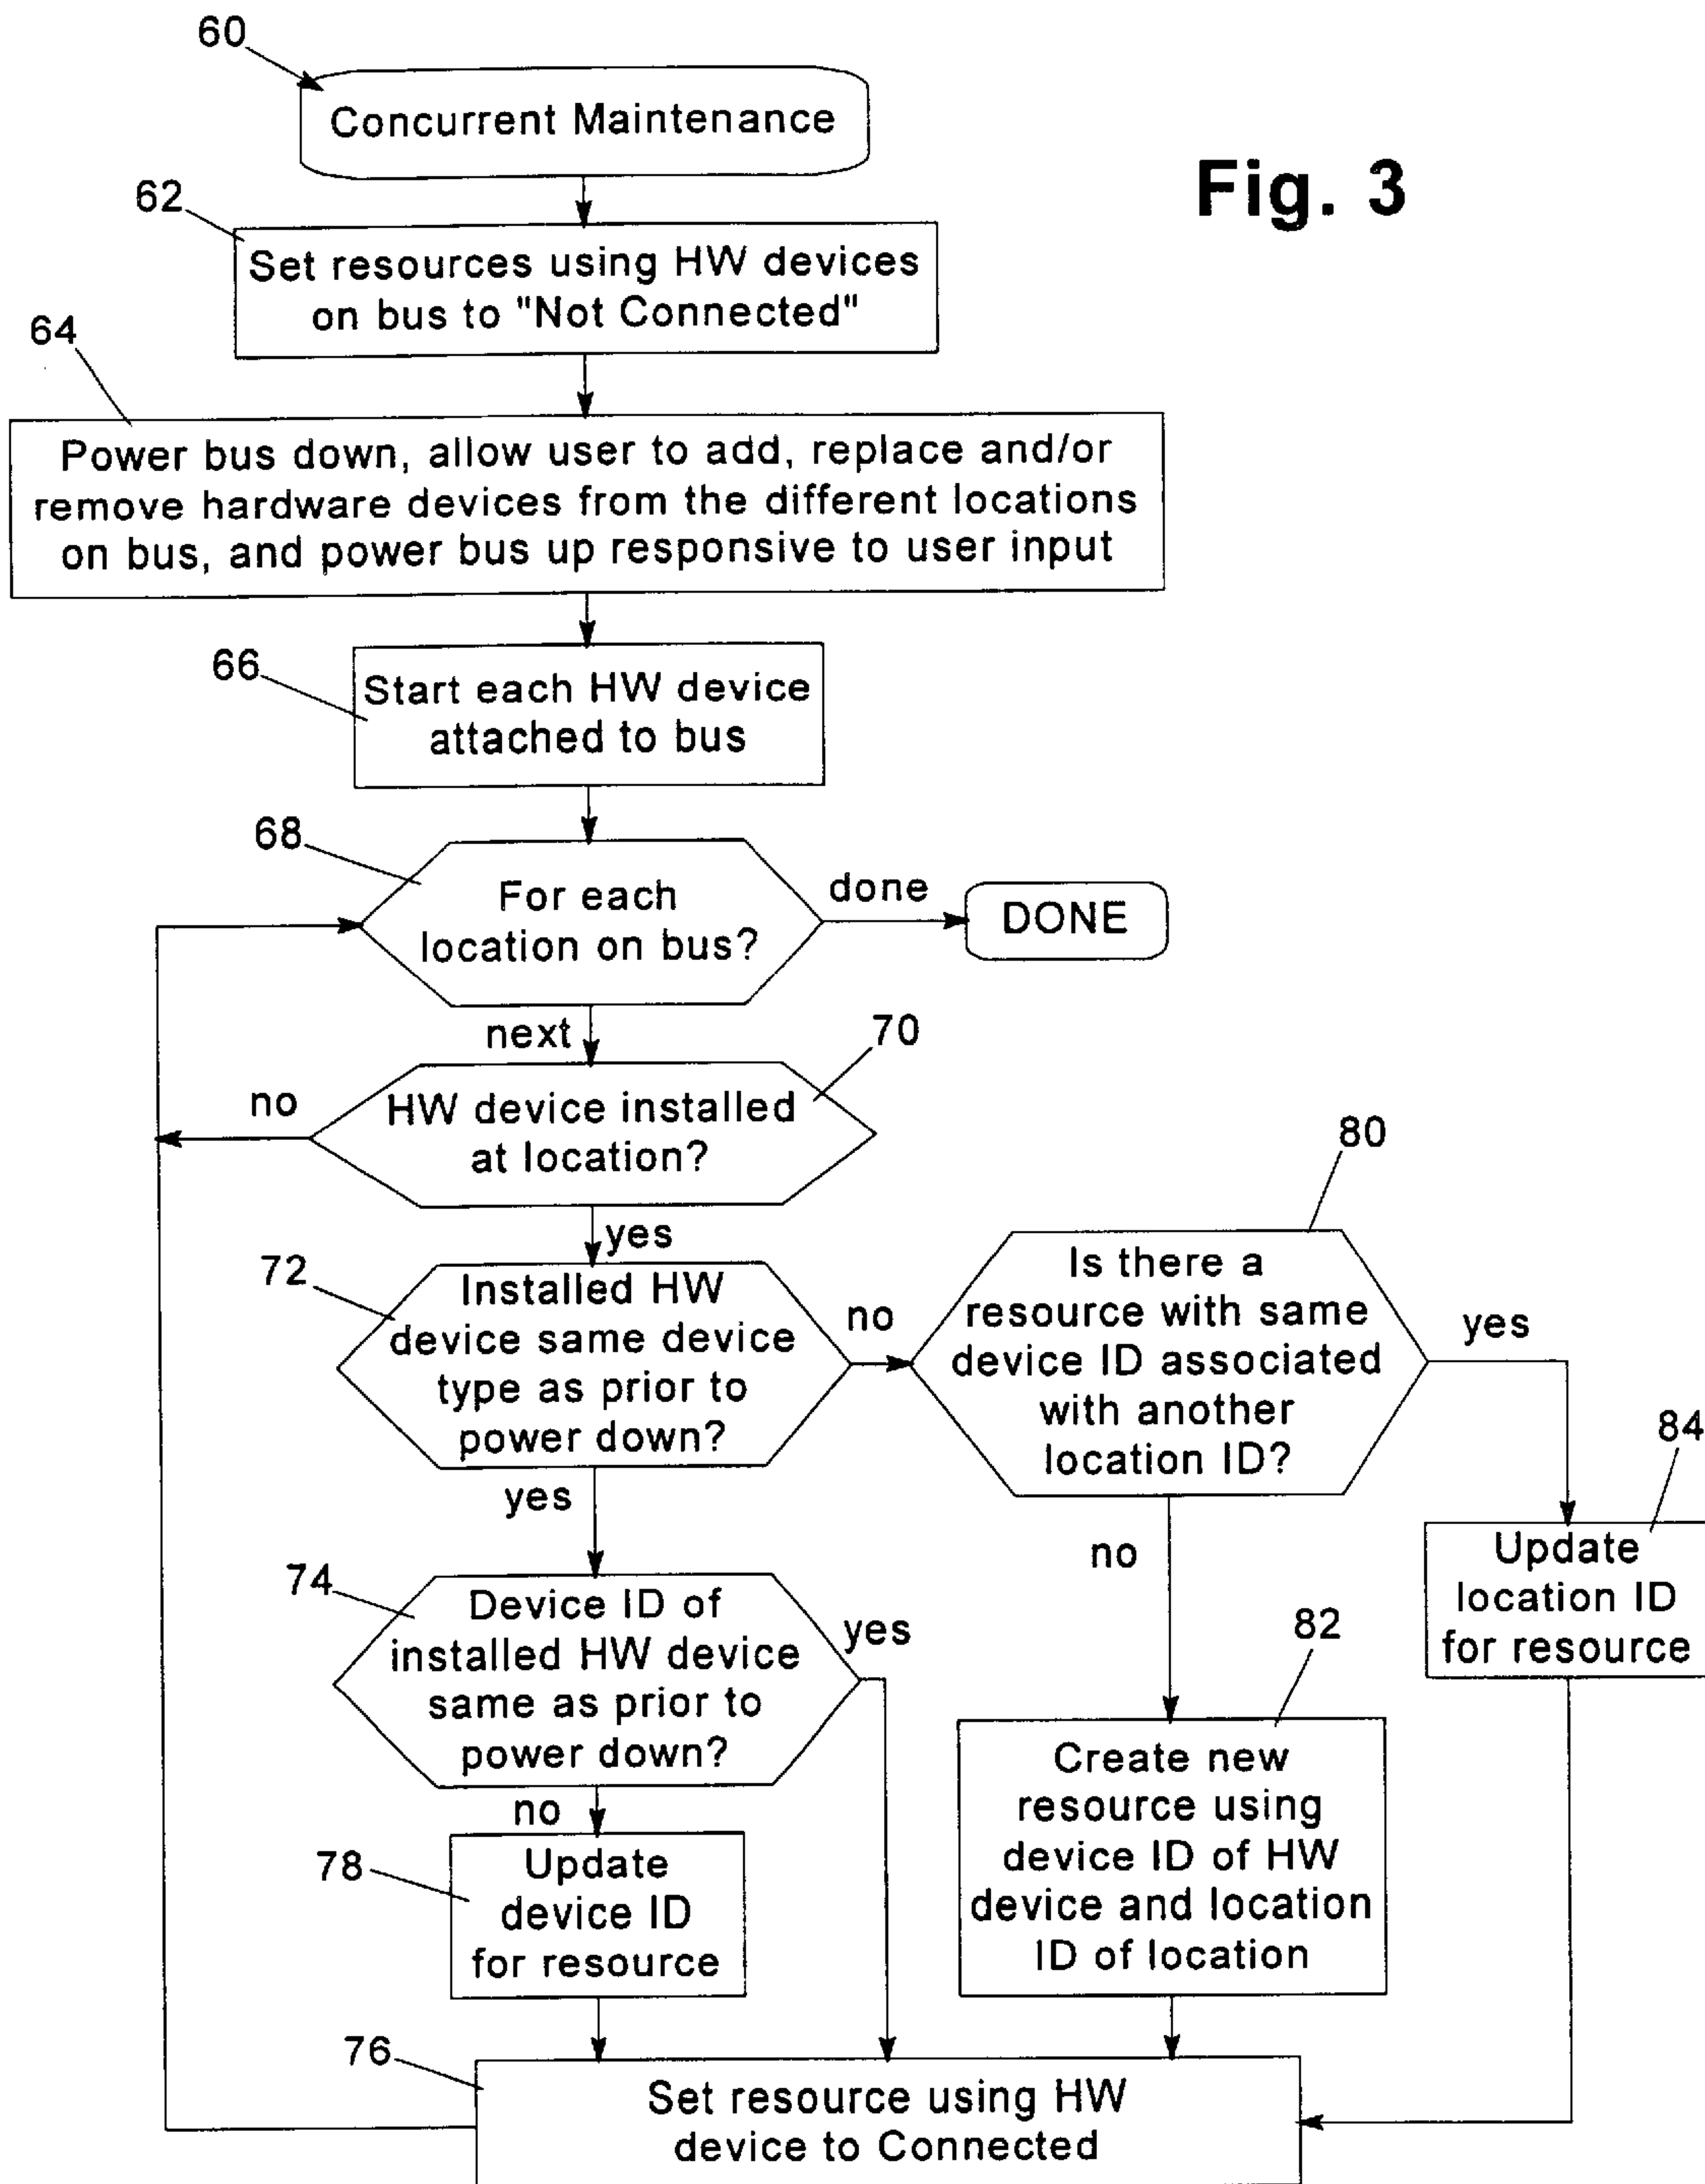 60
Concurrent Maintenance
Fig. 3
62
Set resources using HW devices
on bus to "Not Connected"
64
Power bus down, allow user to add, replace and/or
remove hardware devices from the different locations
on bus, and power bus up responsive to user input
66
Start each HW device
attached to bus
68
For each
location on bus?
done
DONE
next
70
HW device installed
at location?
no
yes
72
Installed HW
device same device
type as prior to
power down?
no
80
Is there a
resource with same
device ID associated
with another
location ID?
yes
84
Update
location ID
for resource
yes
no
74
Device ID of
installed HW device
same as prior to
power down?
yes
82
Create new
resource using
device ID of HW
device and location
ID of location
no
78
Update
device ID
for resource
76
Set resource using HW
device to Connected